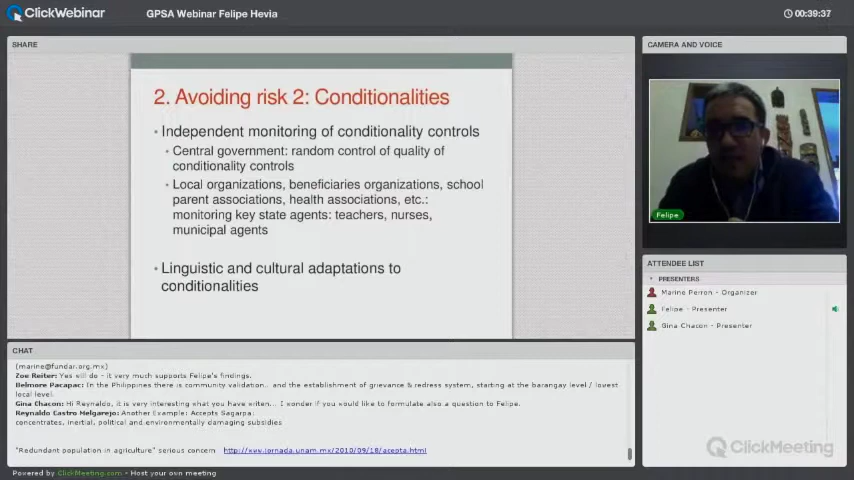 ClickWebinar
GPSA Webinar Felipe Hevia
00:39:37
SHARE
2. Avoiding risk 2: Conditionalities
• Independent monitoring of conditionality controls
• Central government: random control of quality of
conditionality controls
• Local organizations, beneficiaries organizations, school
parent associations, health associations, etc.:
monitoring key state agents: teachers, nurses,
municipal agents
• Linguistic and cultural adaptations to
conditionalities
CAMERA AND VOICE
Felipe
ATTENDEE LIST
PRESENTERS
Marine Perron - Organizer
Felipe - Presenter
Gina Chacon - Presenter
CHAT
(marine@fundar.org.mx)
Zoe Reiter: Yes will do - it very much supports Felipe's findings.
Belmore Pacapac: In the Philippines there is community validation.. and the establishment of grievance & redress system, starting at the barangay level / lowest
local level.
Gina Chacon: Hi Reynaldo, it is very interesting what you have writen... I wonder if you would like to formulate also a question to Felipe.
Reynaldo Castro Melgarejo: Another Example: Accepts Sagarpa:
concentrates, inertial, political and environmentally damaging subsidies
"Redundant population in agriculture" serious concern http://www.jornada.unam.mx/2010/09/18/acepta.html
ClickMeeting
Powered by ClickMeeting.com - Host your own meeting